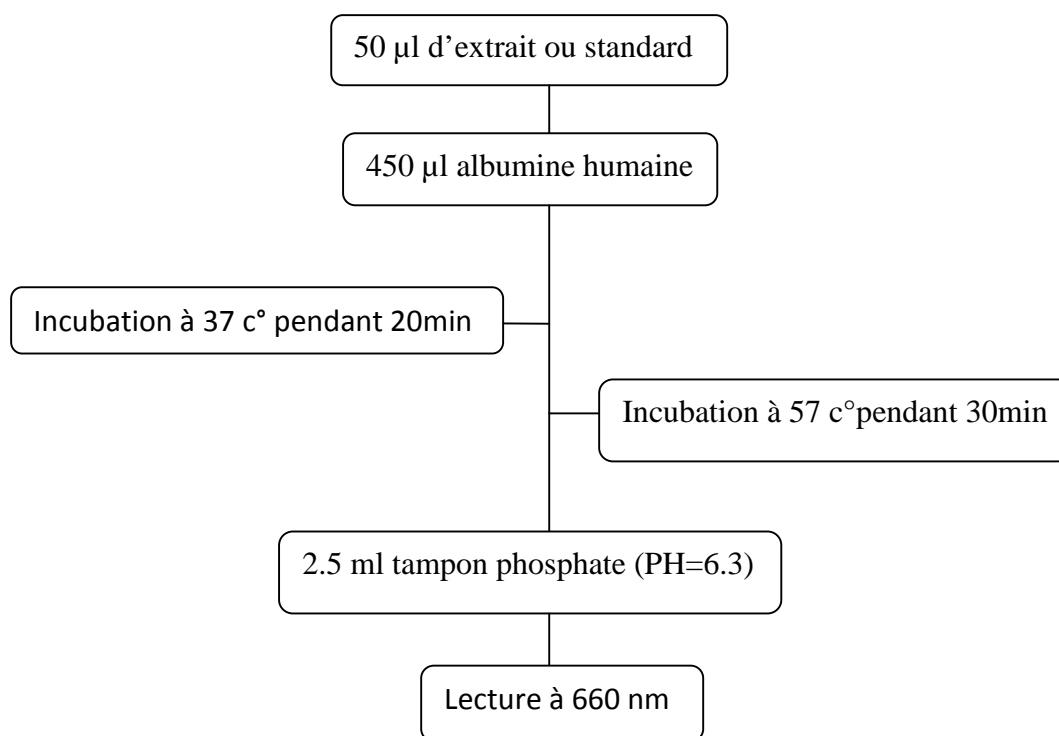 50 µl d’extrait ou standard
450 µl albumine humaine
Incubation à 37 c° pendant 20min
Incubation à 57 c°pendant 30min
2.5 ml tampon phosphate (PH=6.3)
Lecture à 660 nm